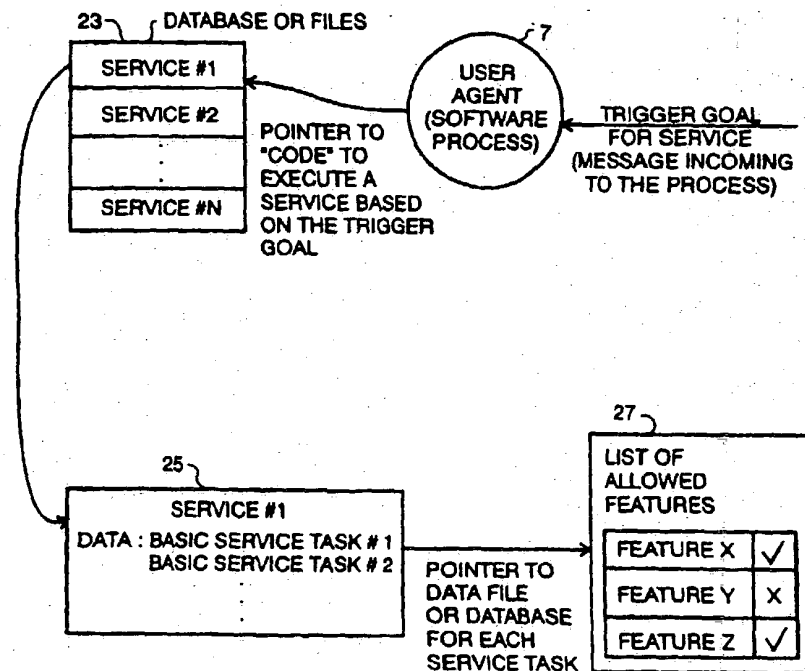 23
DATABASE OR FILES
SERVICE #1
SERVICE #2
SERVICE #N
POINTER TO
"CODE" TO
EXECUTE A
SERVICE BASED
ON THE TRIGGER
GOAL
7
USER
AGENT
(SOFTWARE
PROCESS)
TRIGGER GOAL
FOR SERVICE
(MESSAGE INCOMING
TO THE PROCESS)
25
SERVICE #1
DATA : BASIC SERVICE TASK # 1
BASIC SERVICE TASK # 2
POINTER TO
DATA FILE
OR DATABASE
FOR EACH
SERVICE TASK
27
LIST OF
ALLOWED
FEATURES
FEATURE X ✓
FEATURE Y X
FEATURE Z ✓